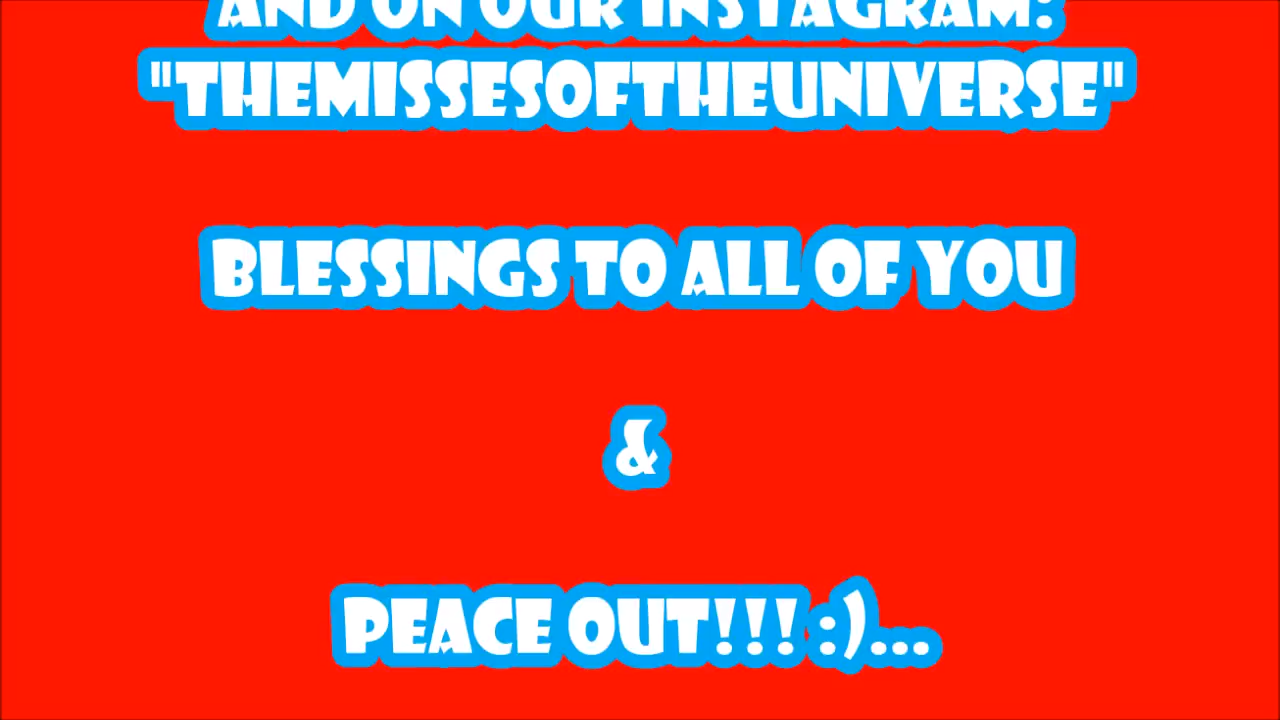 AND ON OUR INSTAGRAM:
"THEMISSESOFTHEUNIVERSE"
BLESSINGS TO ALL OF YOU
&
PEACE OUT!!! :)...